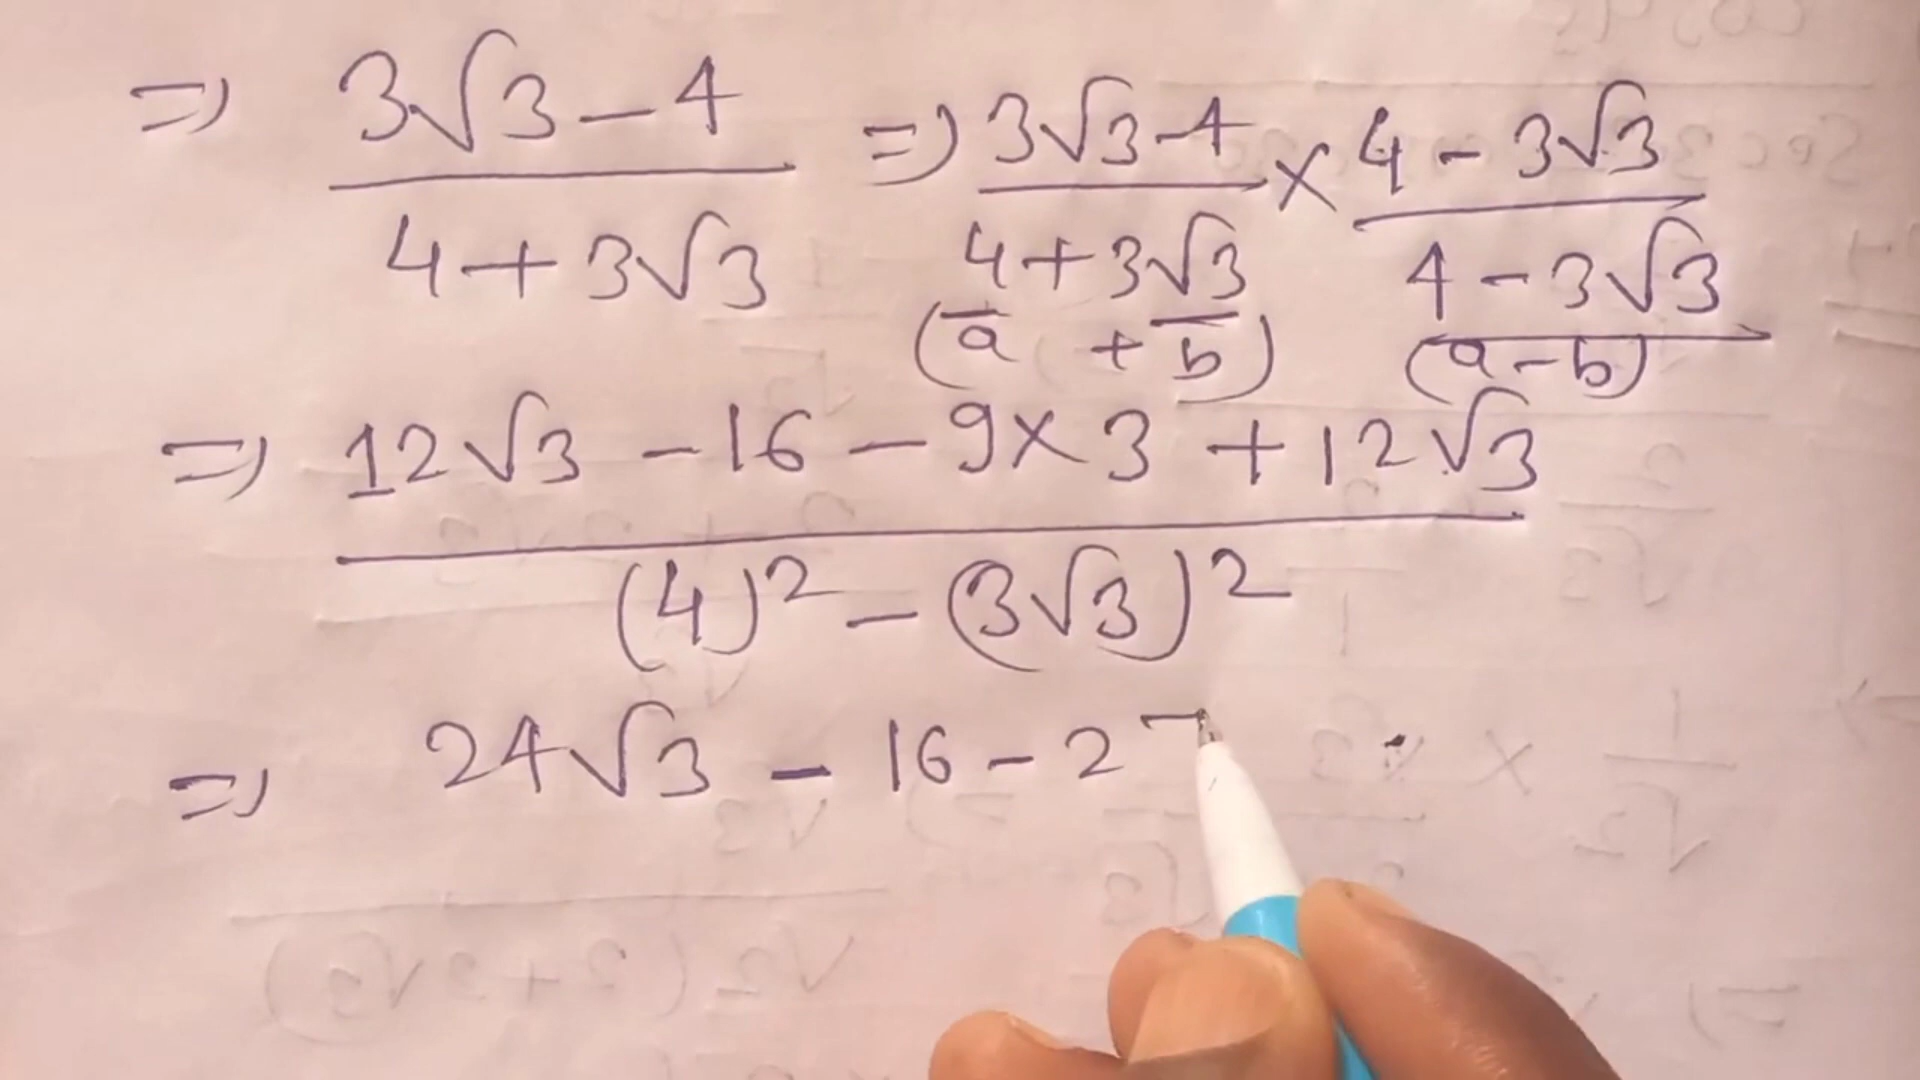 => 3√3 - 4 / 4 + 3√3 => 3√3 - 4 / 4 + 3√3 × 4 - 3√3 / 4 - 3√3
(a + b) (a - b)
=> 12√3 - 16 - 9×3 + 12√3
(4)² - (3√3)²
=> 24√3 - 16 - 27